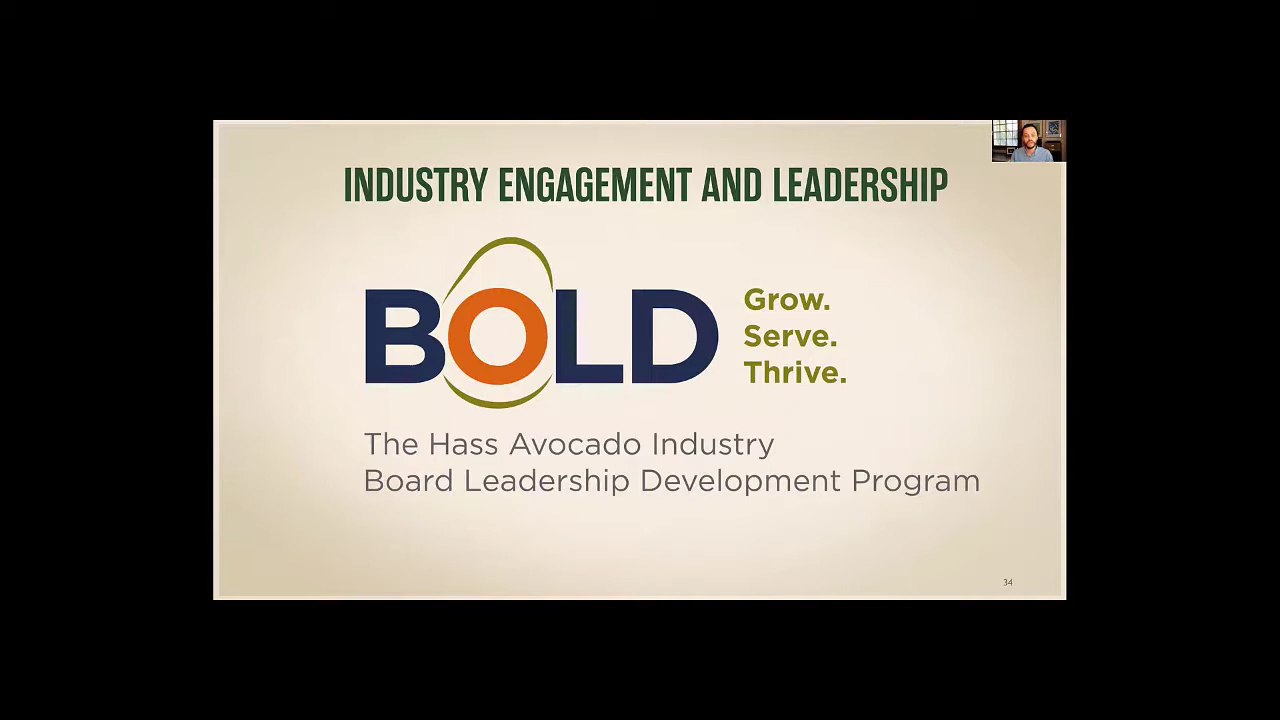 INDUSTRY ENGAGEMENT AND LEADERSHIP
BOLD
Grow.
Serve.
Thrive.
The Hass Avocado Industry
Board Leadership Development Program
34